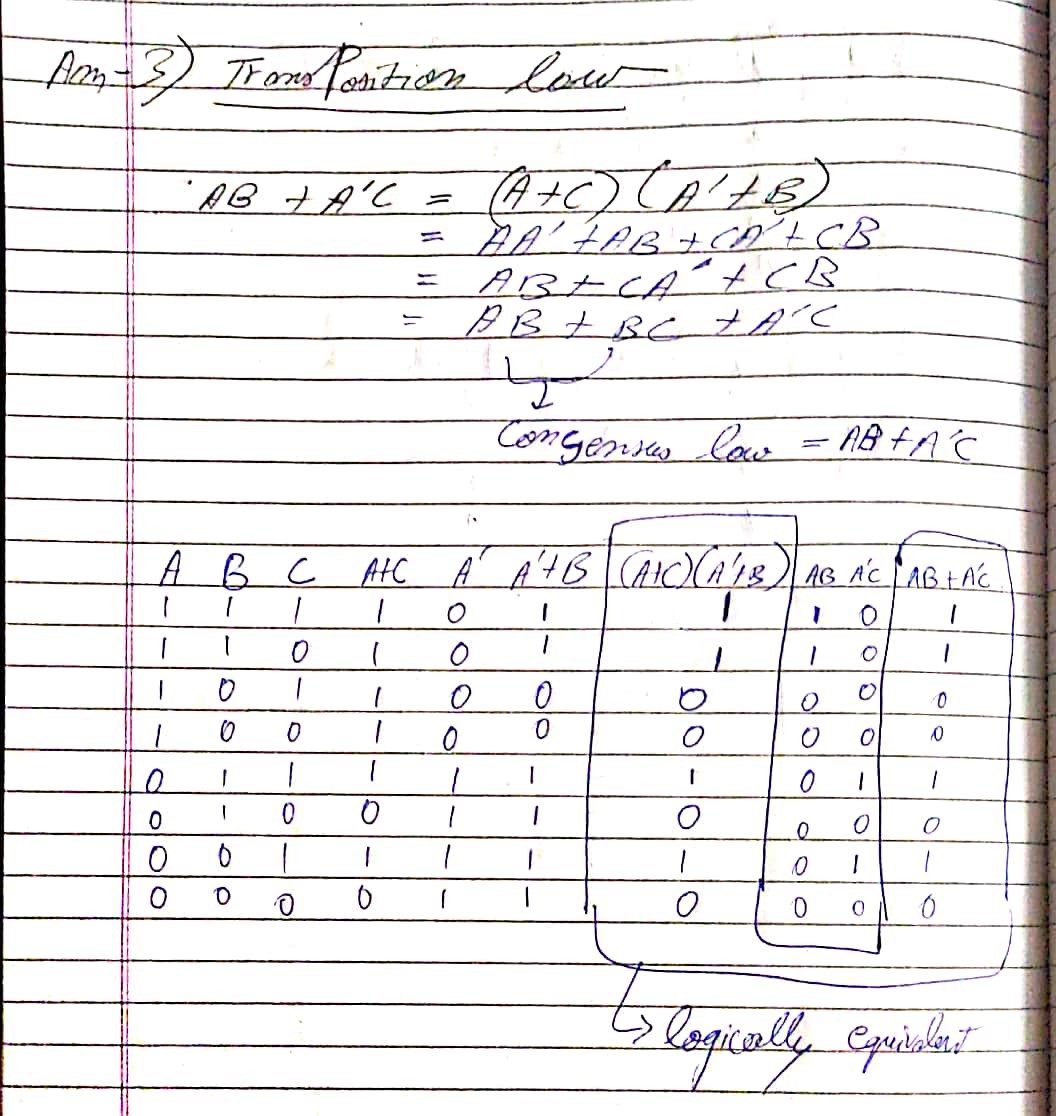 Ans-3) Transposition law
AB + A'C = (A+C) (A'+B)
= AA' + AB + CA' + CB
= AB + CA' + CB
= AB + BC + A'C
Consensus law = AB + A'C
A B C A+C A' A'+B (A+C)(A'+B) AB A'C AB + A'C
1 1 1 1 0 1 1 1 0 1
1 1 0 1 0 1 1 1 0 1
1 0 1 1 0 0 0 0 0 0
1 0 0 1 0 0 0 0 0 0
0 1 1 1 1 1 1 0 1 1
0 1 0 0 1 1 0 0 0 0
0 0 1 1 1 1 1 0 1 1
0 0 0 0 1 1 0 0 0 0
logically equivalent